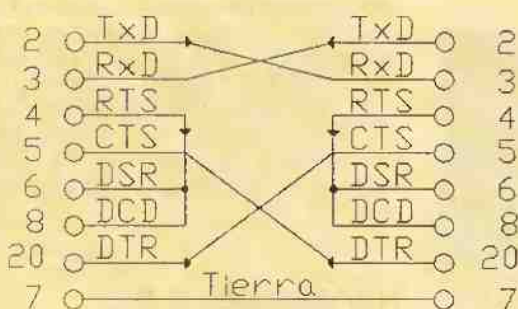 2 TxD TxD 2
3 RxD RxD 3
4 RTS RTS 4
5 CTS CTS 5
6 DSR DSR 6
8 DCD DCD 8
20 DTR DTR 20
7 Tierra 7